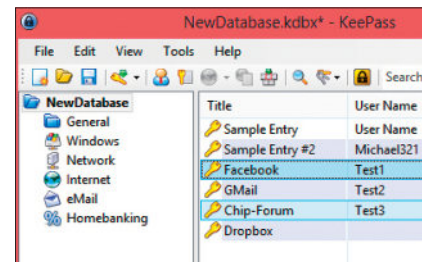 NewDatabase.kdbx* - KeePass
File Edit View Tools Help
Search
NewDatabase
General
Windows
Network
Internet
eMail
Homebanking
Title User Name
Sample Entry User Name
Sample Entry #2 Michael321
Facebook Test1
GMail Test2
Chip-Forum Test3
Dropbox